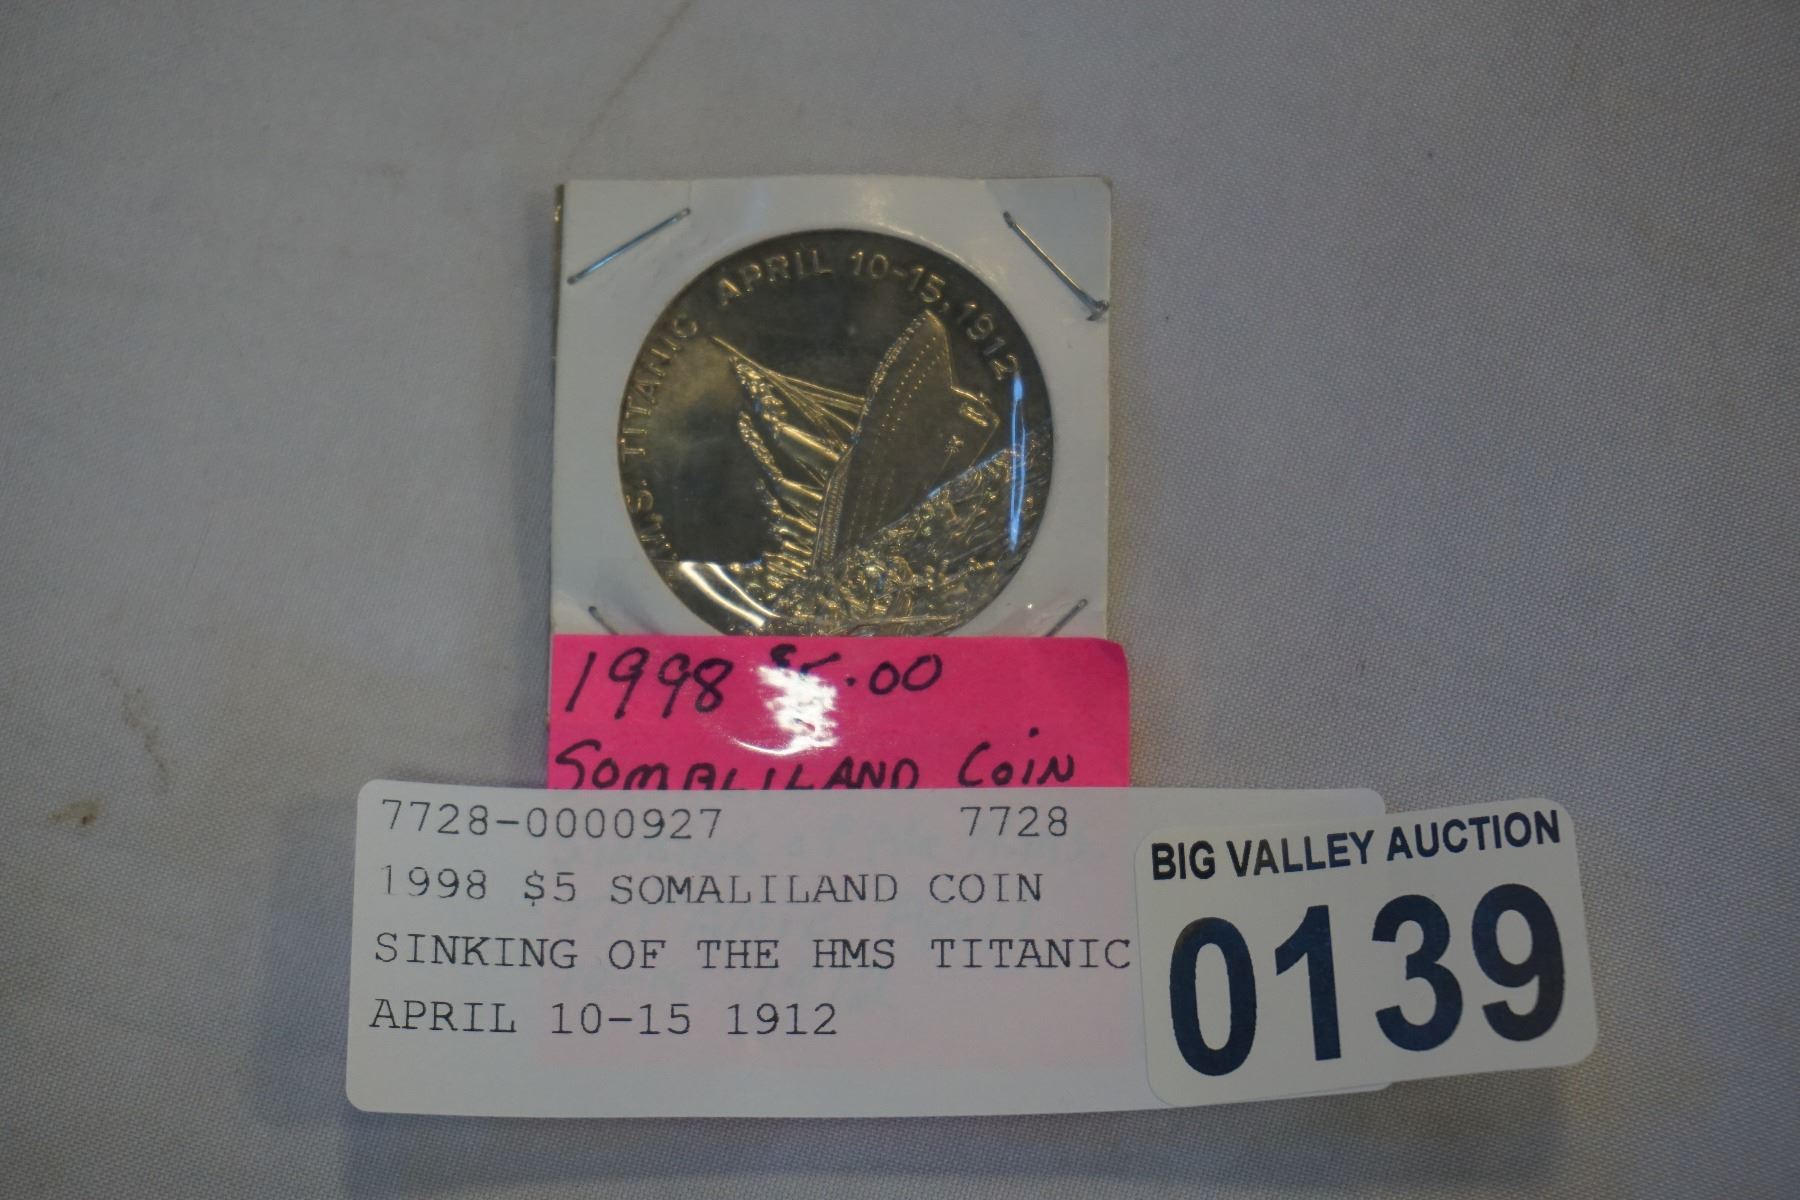 R.M.S. TITANIC APRIL 10-15, 1912
1998 $5.00
SOMALILAND COIN
7728-0000927 7728
1998 $5 SOMALILAND COIN
SINKING OF THE HMS TITANIC
APRIL 10-15 1912
BIG VALLEY AUCTION
0139